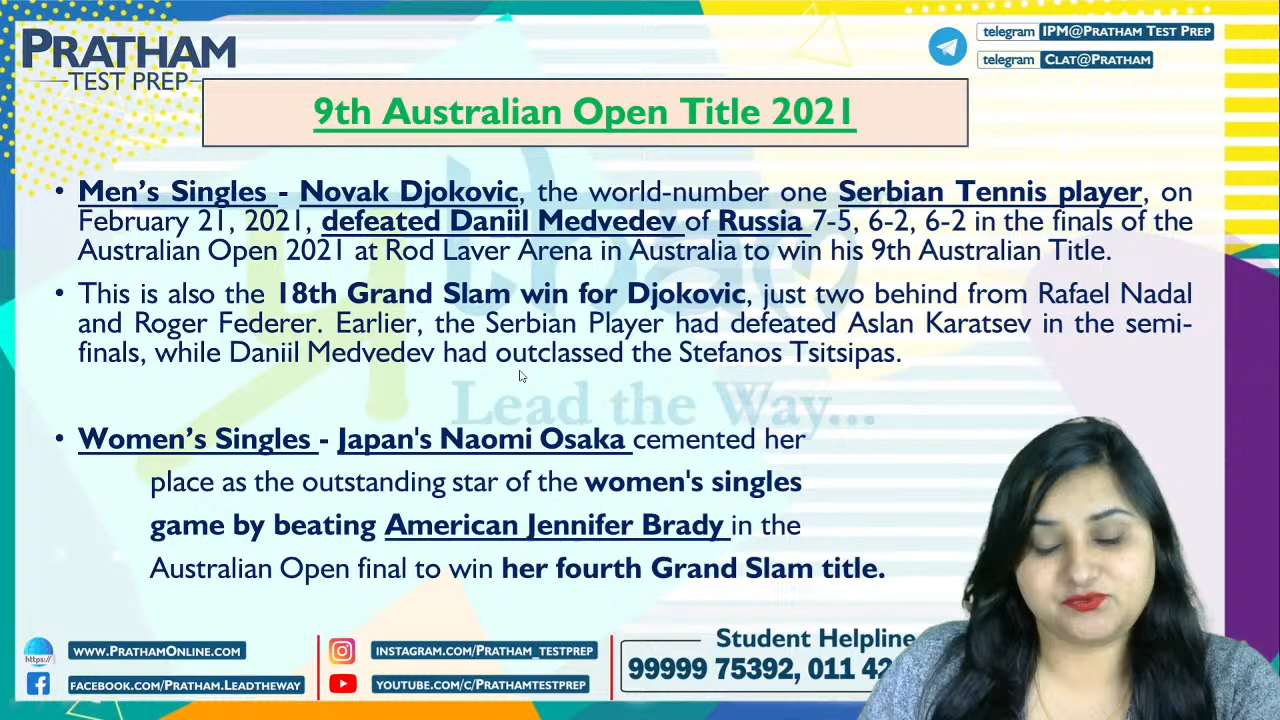 PRATHAM
TEST PREP
telegram IPM@PRATHAM TEST PREP
telegram CLAT@PRATHAM
9th Australian Open Title 2021
• Men’s Singles - Novak Djokovic, the world-number one Serbian Tennis player, on
February 21, 2021, defeated Daniil Medvedev of Russia 7-5, 6-2, 6-2 in the finals of the
Australian Open 2021 at Rod Laver Arena in Australia to win his 9th Australian Title.
• This is also the 18th Grand Slam win for Djokovic, just two behind from Rafael Nadal
and Roger Federer. Earlier, the Serbian Player had defeated Aslan Karatsev in the semi-
finals, while Daniil Medvedev had outclassed the Stefanos Tsitsipas.
Lead the Way...
• Women’s Singles - Japan's Naomi Osaka cemented her
place as the outstanding star of the women's singles
game by beating American Jennifer Brady in the
Australian Open final to win her fourth Grand Slam title.
https://
WWW.PRATHAMONLINE.COM
FACEBOOK.COM/PRATHAM.LEADTHEWAY
INSTAGRAM.COM/PRATHAM_TESTPREP
YOUTUBE.COM/C/PRATHAMTESTPREP
Student Helpline
99999 75392, 011 42